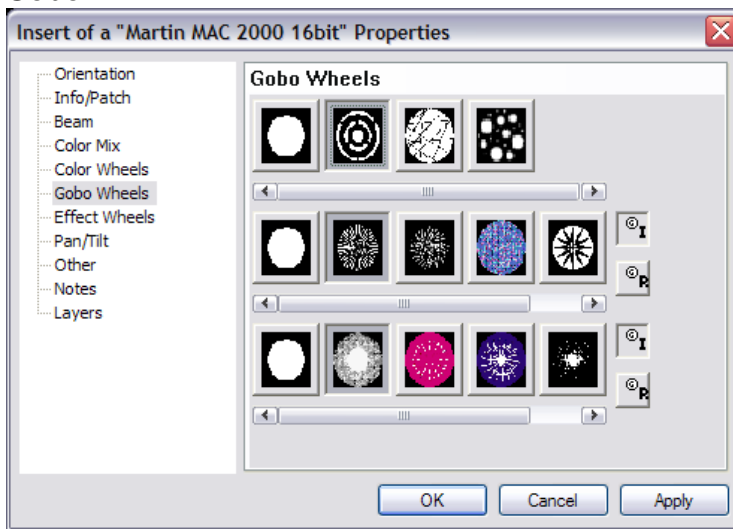 Insert of a "Martin MAC 2000 16bit" Properties
Orientation
Info/Patch
Beam
Color Mix
Color Wheels
Gobo Wheels
Effect Wheels
Pan/Tilt
Other
Notes
Layers
Gobo Wheels
G I
G R
G I
G R
OK
Cancel
Apply